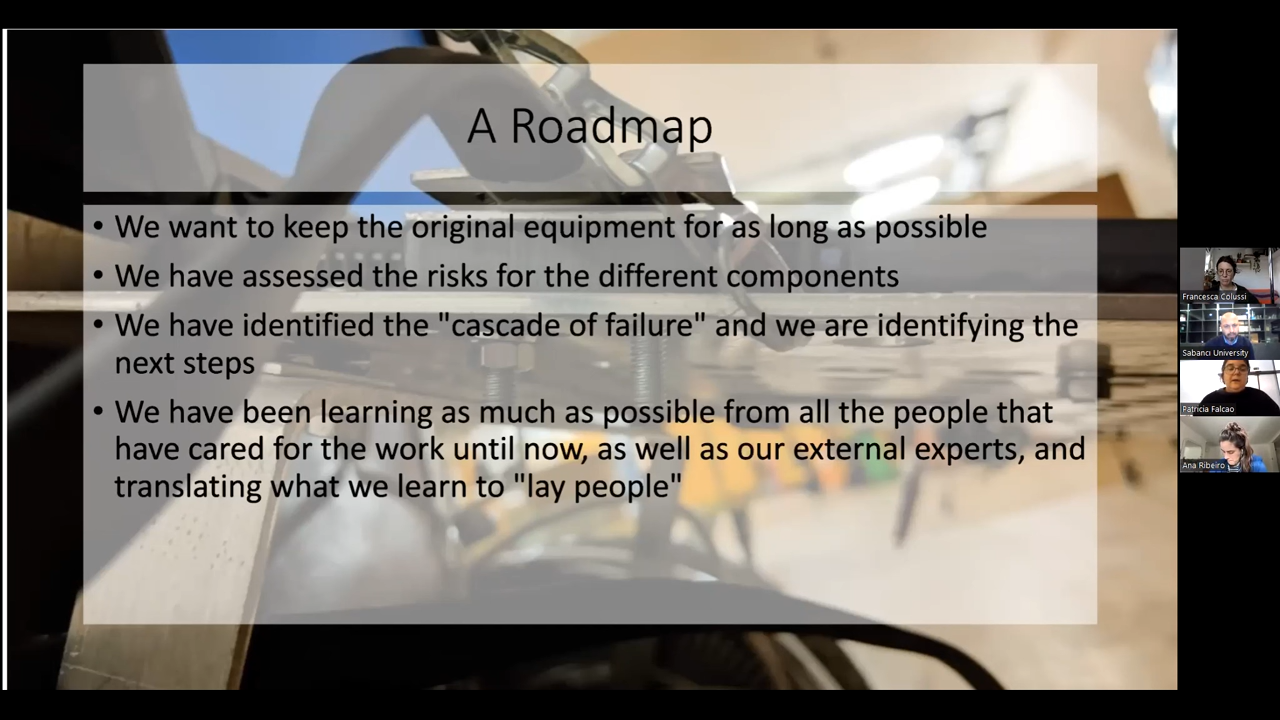 A Roadmap
• We want to keep the original equipment for as long as possible
• We have assessed the risks for the different components
• We have identified the "cascade of failure" and we are identifying the
next steps
• We have been learning as much as possible from all the people that
have cared for the work until now, as well as our external experts, and
translating what we learn to "lay people"
Francesca Colussi
Sabancı University
Patricia Falcao
Ana Ribeiro